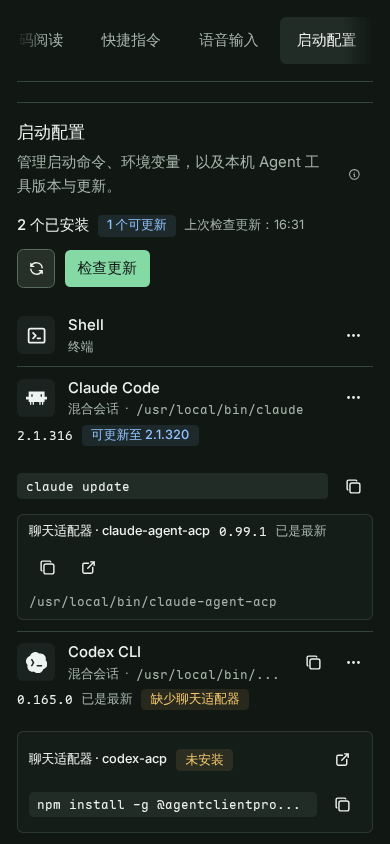 码阅读 快捷指令 语音输入 启动配置
启动配置
管理启动命令、环境变量，以及本机 Agent 工
具版本与更新。
2 个已安装 1 个可更新 上次检查更新：16:31
检查更新
Shell
终端
Claude Code
混合会话 · /usr/local/bin/claude
2.1.316 可更新至 2.1.320
claude update
聊天适配器 · claude-agent-acp 0.99.1 已是最新
/usr/local/bin/claude-agent-acp
Codex CLI
混合会话 · /usr/local/bin/...
0.165.0 已是最新 缺少聊天适配器
聊天适配器 · codex-acp 未安装
npm install -g @agentclientpro...